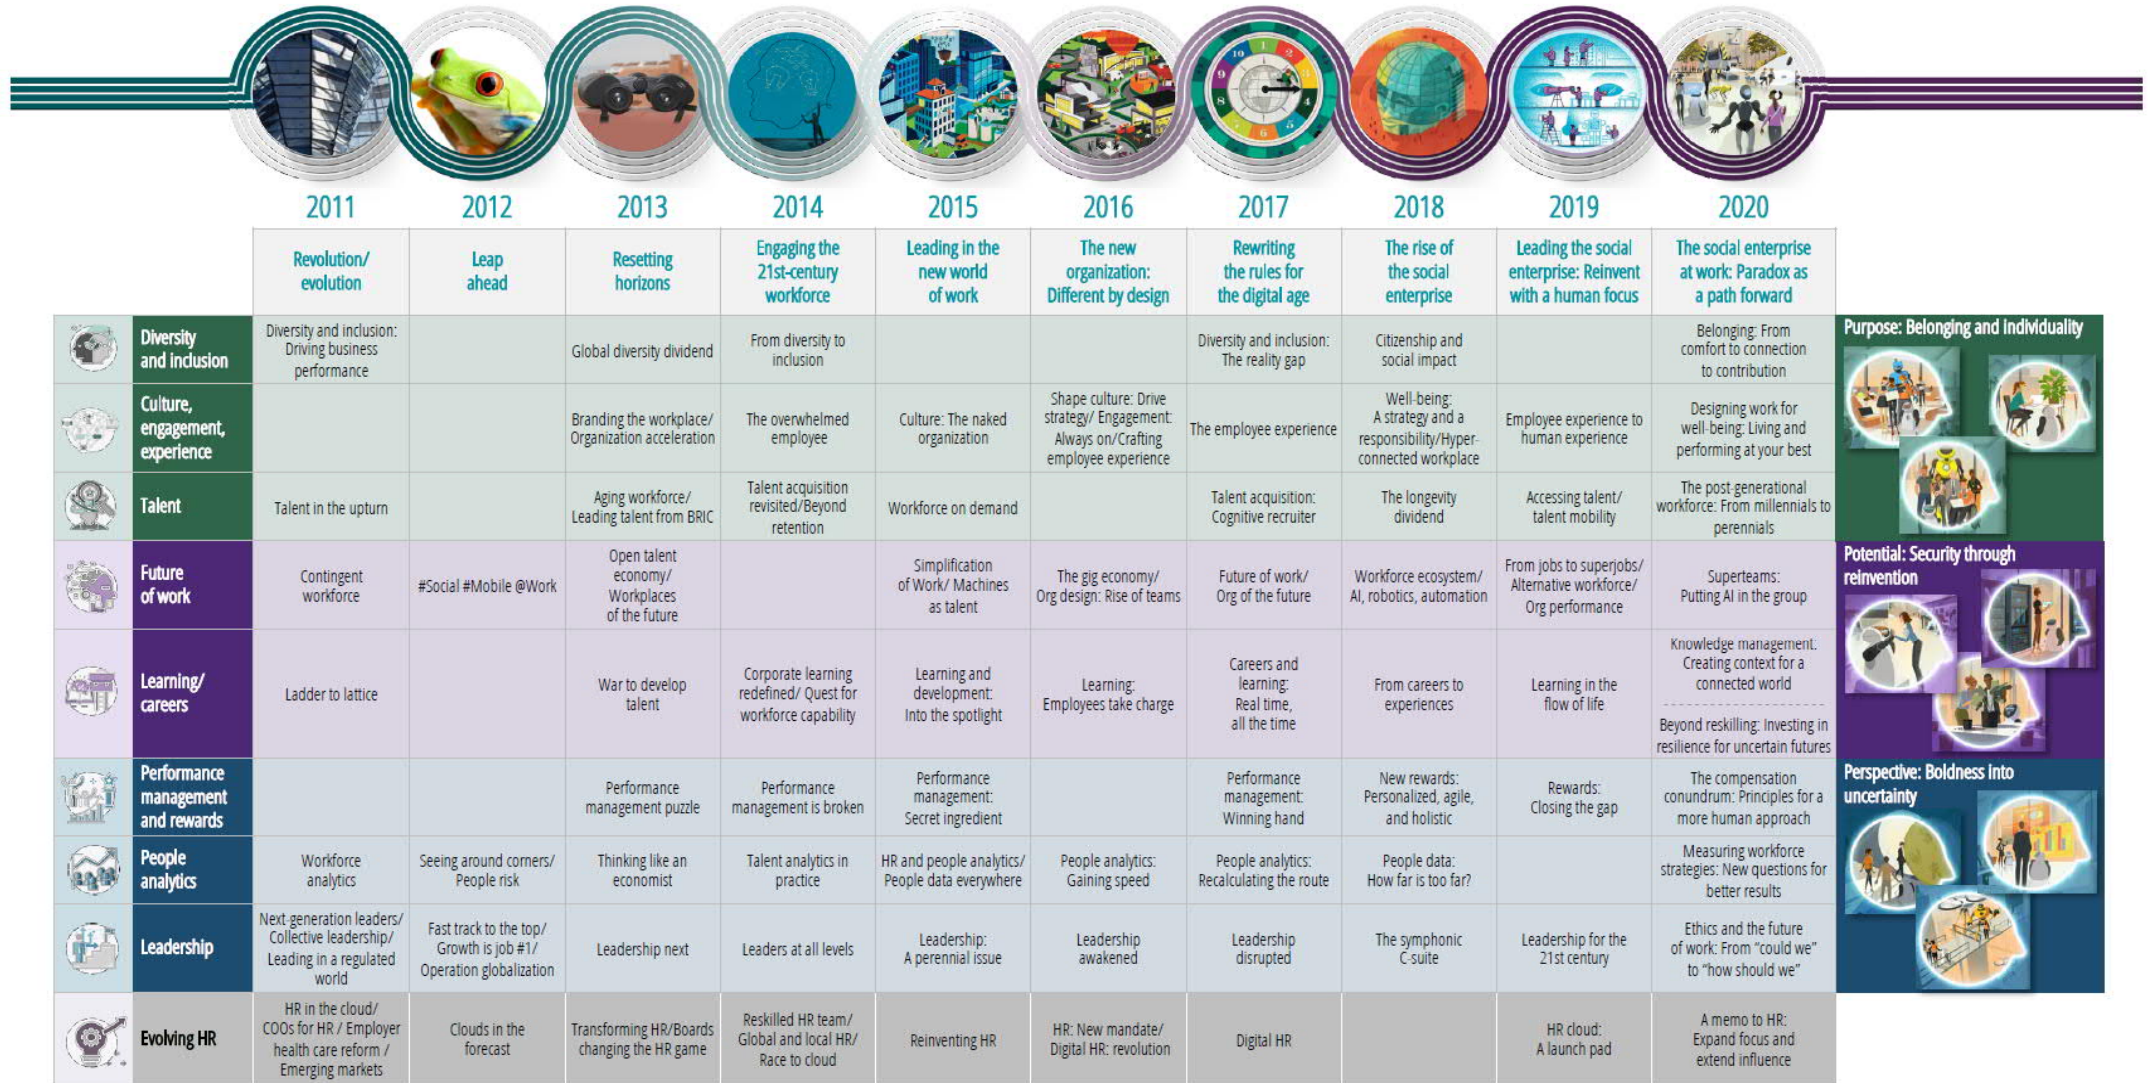 2011
2012
2013
2014
2015
2016
2017
2018
2019
2020
Revolution/
evolution
Leap
ahead
Resetting
horizons
Engaging the
21st-century
workforce
Leading in the
new world
of work
The new
organization:
Different by design
Rewriting
the rules for
the digital age
The rise of
the social
enterprise
Leading the social
enterprise: Reinvent
with a human focus
The social enterprise
at work: Paradox as
a path forward
Diversity
and inclusion
Diversity and inclusion:
Driving business
performance
Global diversity dividend
From diversity to
inclusion
Diversity and inclusion:
The reality gap
Citizenship and
social impact
Belonging: From
comfort to connection
to contribution
Purpose: Belonging and individuality
Culture,
engagement,
experience
Branding the workplace/
Organization acceleration
The overwhelmed
employee
Culture: The naked
organization
Shape culture: Drive
strategy/ Engagement:
Always on/Crafting
employee experience
The employee experience
Well-being:
A strategy and a
responsibility/Hyper-
connected workplace
Employee experience to
human experience
Designing work for
well-being: Living and
performing at your best
Talent
Talent in the upturn
Aging workforce/
Leading talent from BRIC
Talent acquisition
revisited/Beyond
retention
Workforce on demand
Talent acquisition:
Cognitive recruiter
The longevity
dividend
Accessing talent/
talent mobility
The post-generational
workforce: From millennials to
perennials
Future
of work
Contingent
workforce
#Social #Mobile @Work
Open talent
economy/
Workplaces
of the future
Simplification
of Work/ Machines
as talent
The gig economy/
Org design: Rise of teams
Future of work/
Org of the future
Workforce ecosystem/
AI, robotics, automation
From jobs to superjobs/
Alternative workforce/
Org performance
Superteams:
Putting AI in the group
Potential: Security through
reinvention
Learning/
careers
Ladder to lattice
War to develop
talent
Corporate learning
redefined/ Quest for
workforce capability
Learning and
development:
Into the spotlight
Learning:
Employees take charge
Careers and
learning:
Real time,
all the time
From careers to
experiences
Learning in the
flow of life
Knowledge management:
Creating context for a
connected world
Beyond reskilling: Investing in
resilience for uncertain futures
Performance
management
and rewards
Performance
management puzzle
Performance
management is broken
Performance
management:
Secret ingredient
Performance
management:
Winning hand
New rewards:
Personalized, agile,
and holistic
Rewards:
Closing the gap
The compensation
conundrum: Principles for a
more human approach
Perspective: Boldness into
uncertainty
People
analytics
Workforce
analytics
Seeing around corners/
People risk
Thinking like an
economist
Talent analytics in
practice
HR and people analytics/
People data everywhere
People analytics:
Gaining speed
People analytics:
Recalculating the route
People data:
How far is too far?
Measuring workforce
strategies: New questions for
better results
Leadership
Next-generation leaders/
Collective leadership/
Leading in a regulated
world
Fast track to the top/
Growth is job #1/
Operation globalization
Leadership next
Leaders at all levels
Leadership:
A perennial issue
Leadership
awakened
Leadership
disrupted
The symphonic
C-suite
Leadership for the
21st century
Ethics and the future
of work: From "could we"
to "how should we"
Evolving HR
HR in the cloud/
COOs for HR / Employer
health care reform /
Emerging markets
Clouds in the
forecast
Transforming HR/Boards
changing the HR game
Reskilled HR team/
Global and local HR/
Race to cloud
Reinventing HR
HR: New mandate/
Digital HR: revolution
Digital HR
HR cloud:
A launch pad
A memo to HR:
Expand focus and
extend influence